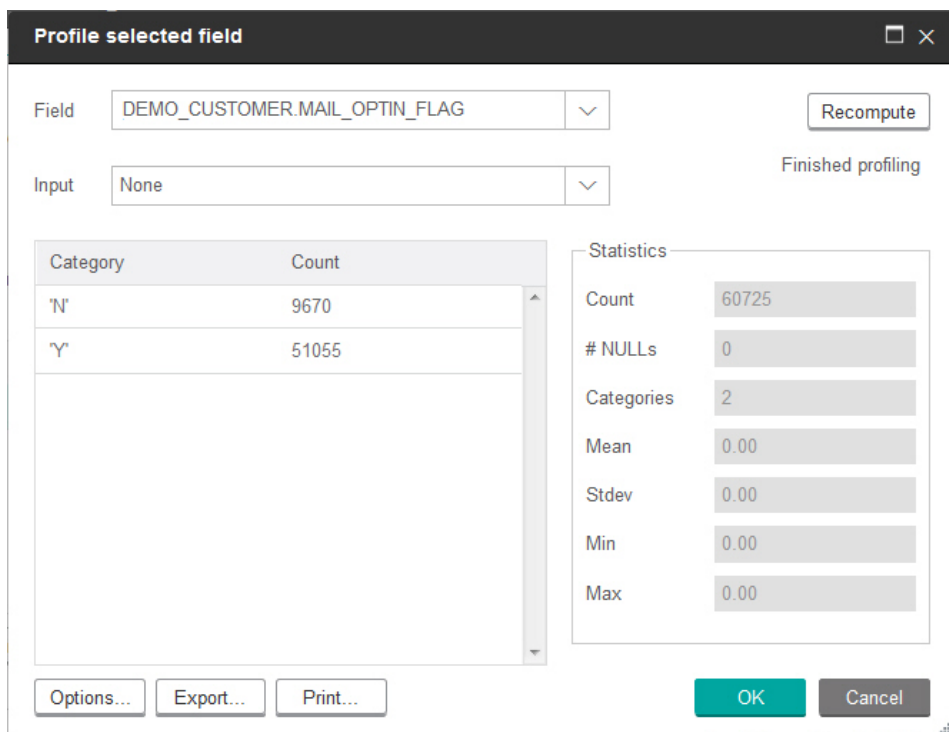 Profile selected field
Field DEMO_CUSTOMER.MAIL_OPTIN_FLAG Recompute
Finished profiling
Input None
Category Count
'N' 9670
'Y' 51055
Statistics
Count 60725
# NULLs 0
Categories 2
Mean 0.00
Stdev 0.00
Min 0.00
Max 0.00
Options... Export... Print... OK Cancel